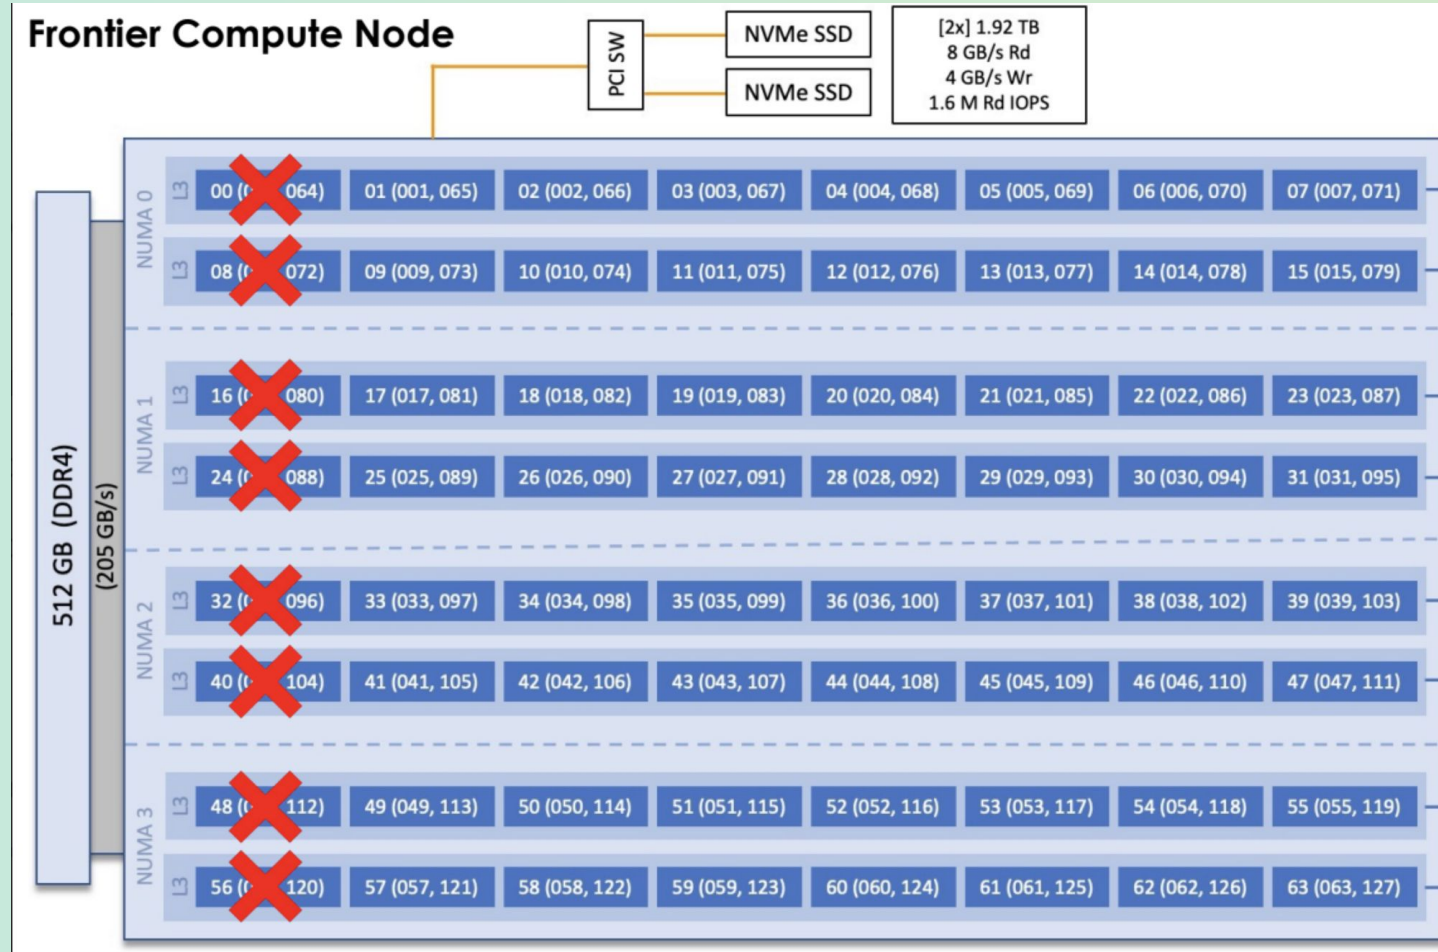 Frontier Compute Node
PCI SW
NVMe SSD
NVMe SSD
[2x] 1.92 TB
8 GB/s Rd
4 GB/s Wr
1.6 M Rd IOPS
512 GB (DDR4)
(205 GB/s)
NUMA 0
L3
00 ( 064) 01 (001, 065) 02 (002, 066) 03 (003, 067) 04 (004, 068) 05 (005, 069) 06 (006, 070) 07 (007, 071)
L3
08 ( 072) 09 (009, 073) 10 (010, 074) 11 (011, 075) 12 (012, 076) 13 (013, 077) 14 (014, 078) 15 (015, 079)
NUMA 1
L3
16 ( 080) 17 (017, 081) 18 (018, 082) 19 (019, 083) 20 (020, 084) 21 (021, 085) 22 (022, 086) 23 (023, 087)
L3
24 ( 088) 25 (025, 089) 26 (026, 090) 27 (027, 091) 28 (028, 092) 29 (029, 093) 30 (030, 094) 31 (031, 095)
NUMA 2
L3
32 ( 096) 33 (033, 097) 34 (034, 098) 35 (035, 099) 36 (036, 100) 37 (037, 101) 38 (038, 102) 39 (039, 103)
L3
40 ( 104) 41 (041, 105) 42 (042, 106) 43 (043, 107) 44 (044, 108) 45 (045, 109) 46 (046, 110) 47 (047, 111)
NUMA 3
L3
48 ( 112) 49 (049, 113) 50 (050, 114) 51 (051, 115) 52 (052, 116) 53 (053, 117) 54 (054, 118) 55 (055, 119)
L3
56 ( 120) 57 (057, 121) 58 (058, 122) 59 (059, 123) 60 (060, 124) 61 (061, 125) 62 (062, 126) 63 (063, 127)